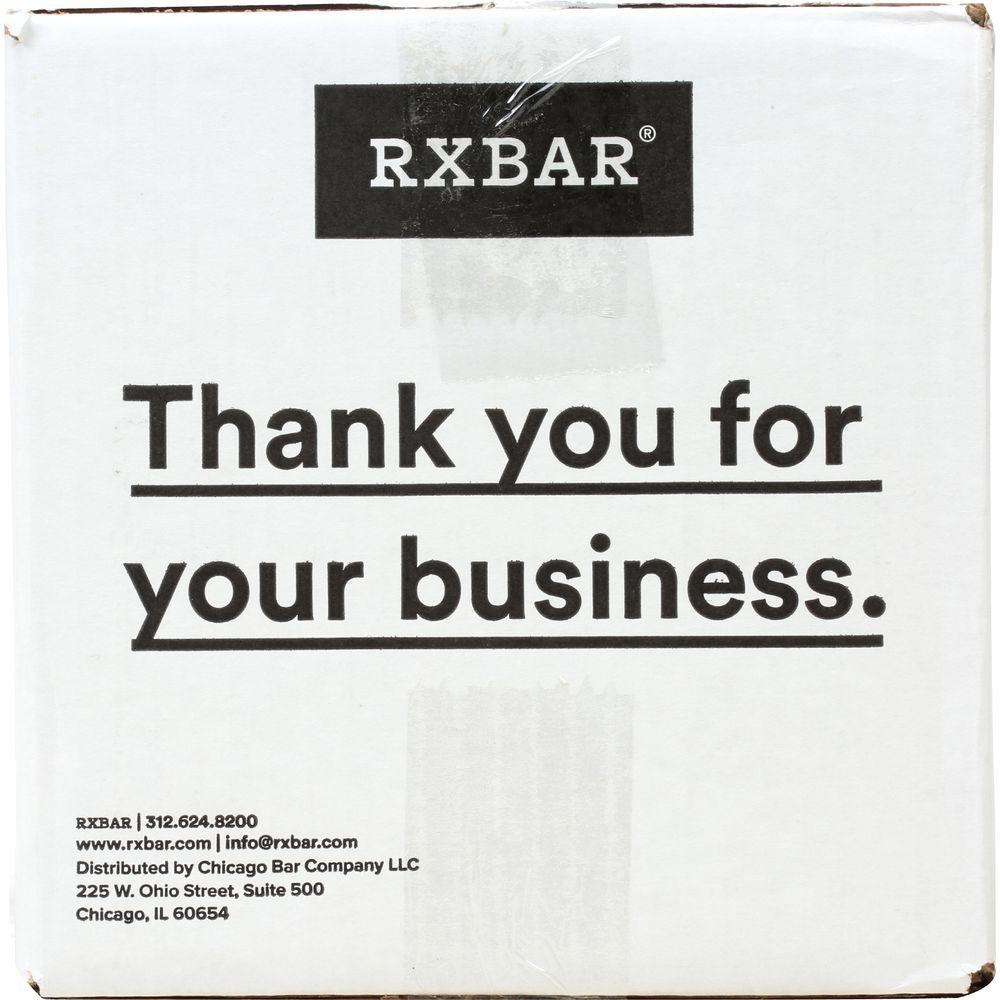 RXBAR®
Thank you for
your business.
RXBAR | 312.624.8200
www.rxbar.com | info@rxbar.com
Distributed by Chicago Bar Company LLC
225 W. Ohio Street, Suite 500
Chicago, IL 60654